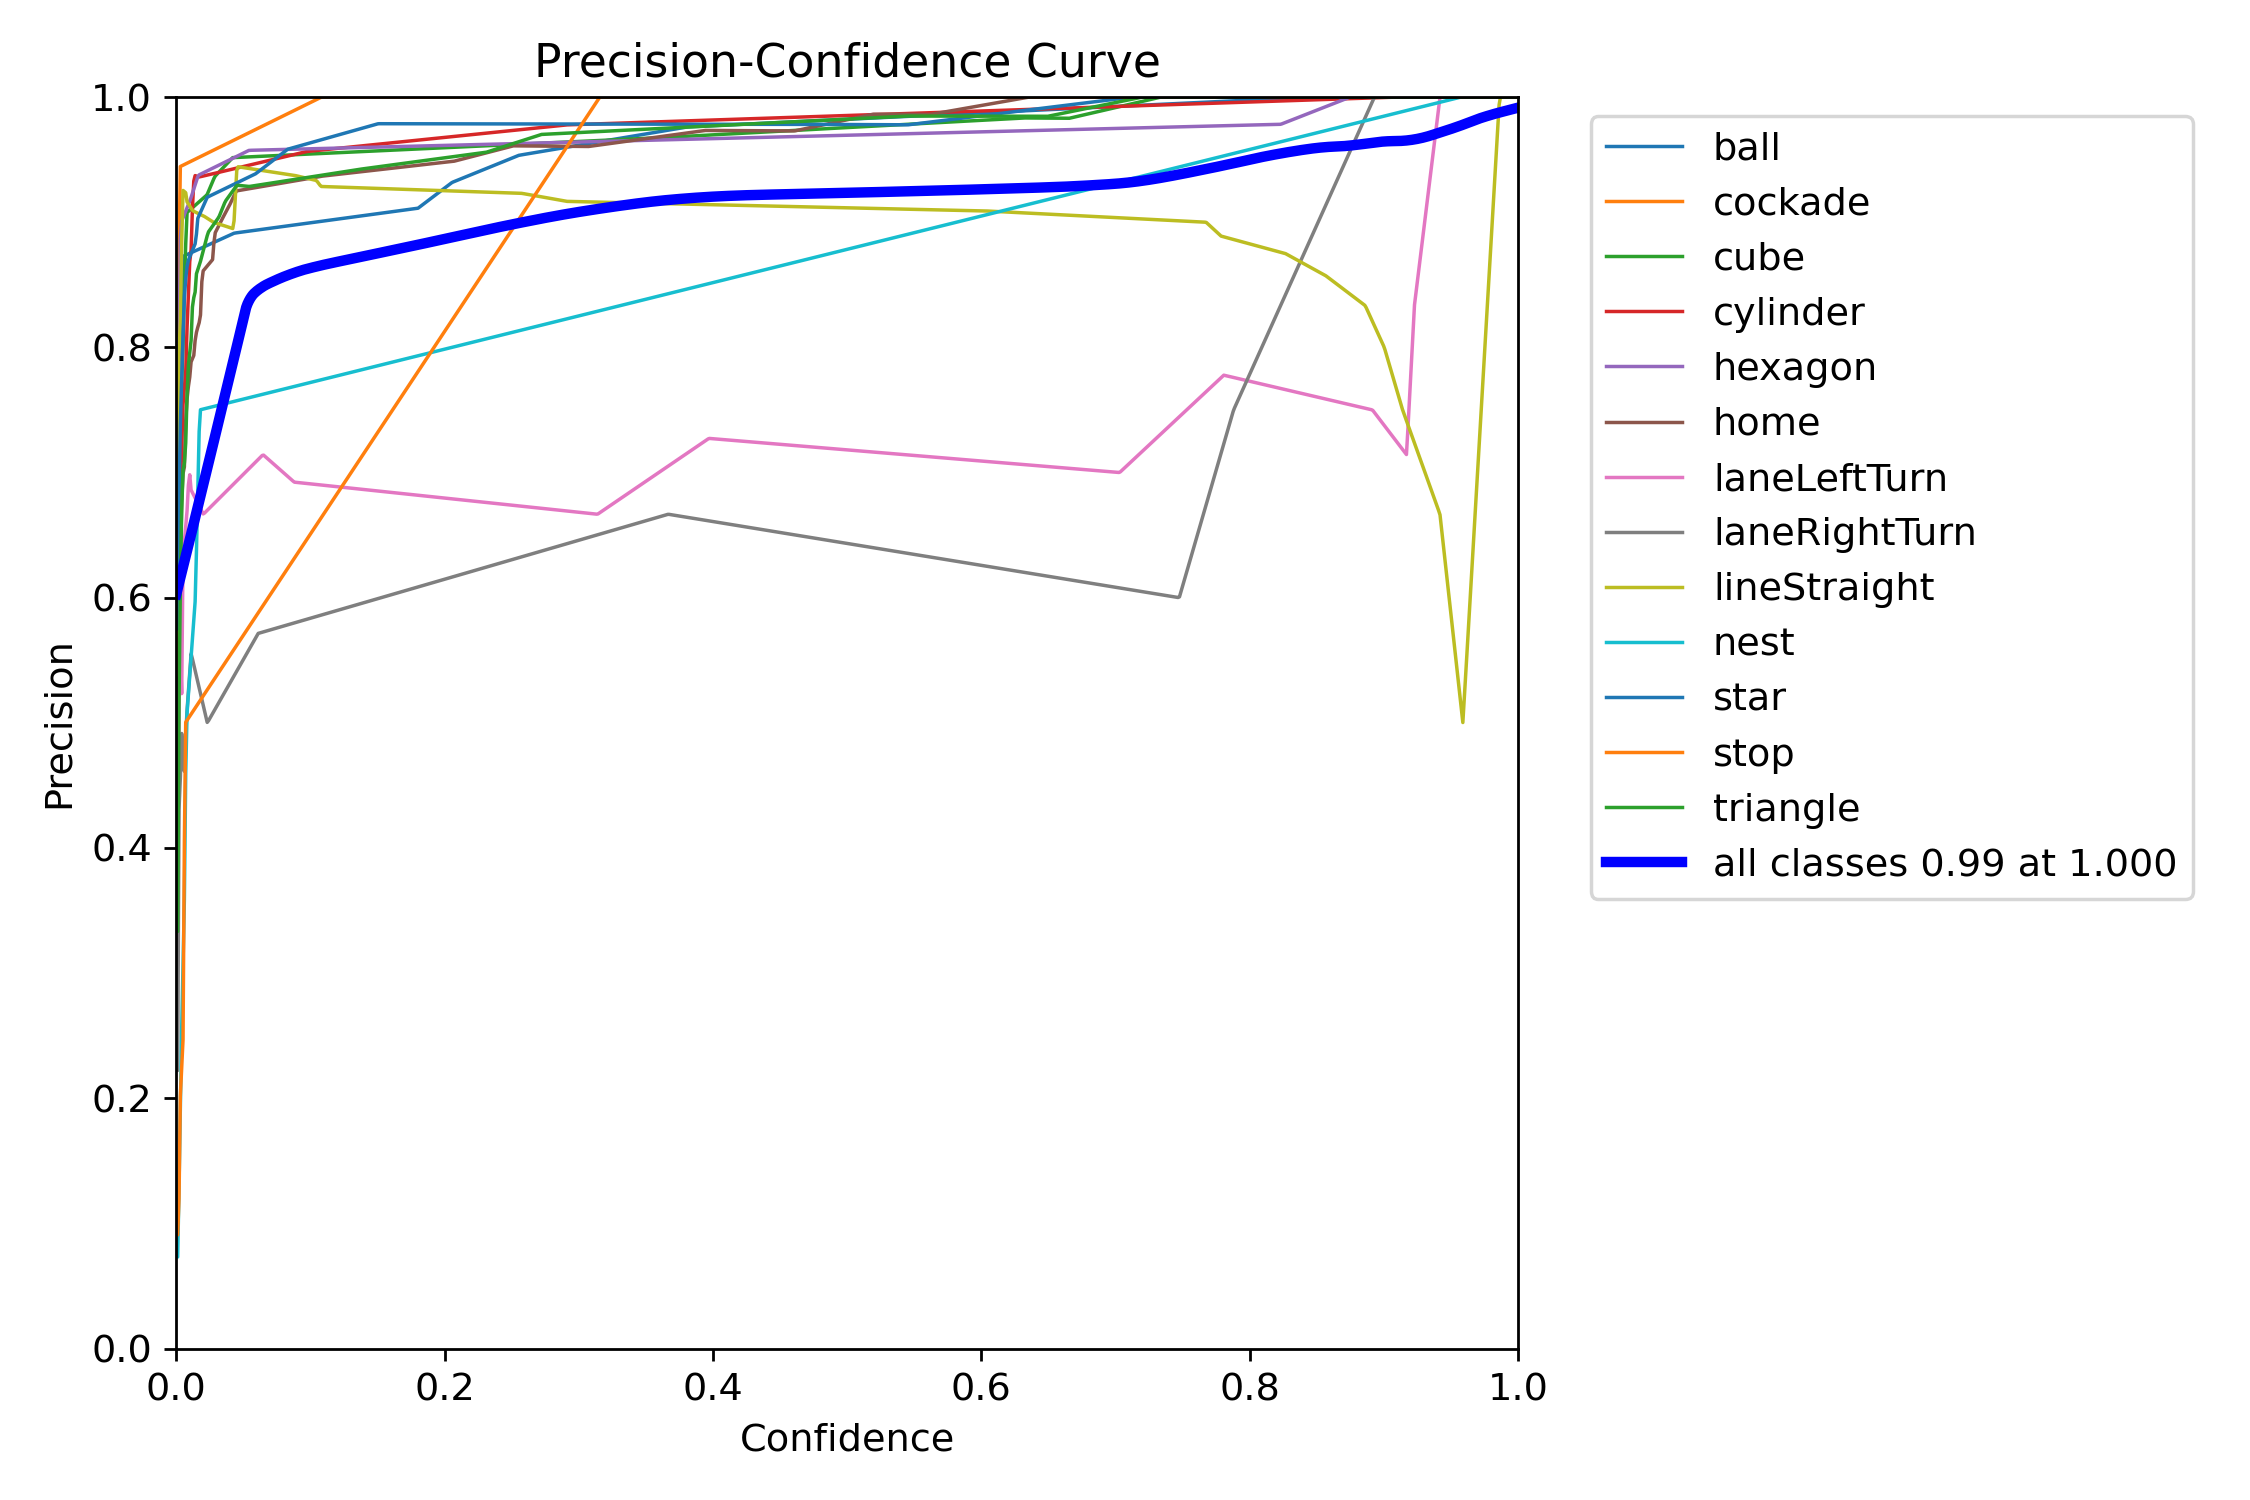 Precision-Confidence Curve
1.0
0.8
0.6
0.4
0.2
0.0
Precision
0.0 0.2 0.4 0.6 0.8 1.0
Confidence
ball
cockade
cube
cylinder
hexagon
home
laneLeftTurn
laneRightTurn
lineStraight
nest
star
stop
triangle
all classes 0.99 at 1.000